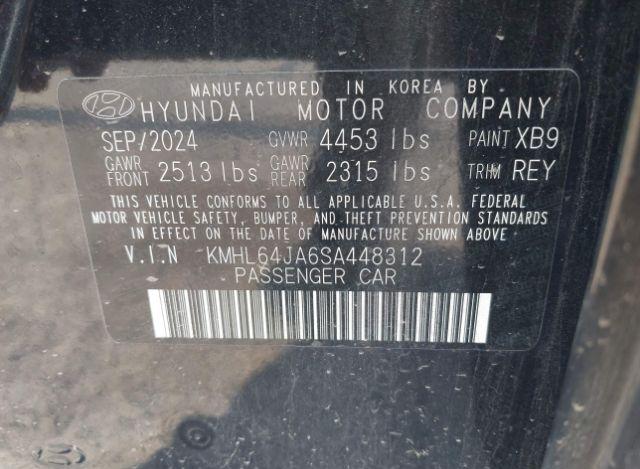 MANUFACTURED IN KOREA BY
HYUNDAI MOTOR COMPANY
SEP/2024 GVWR 4453 lbs PAINT XB9
GAWR FRONT 2513 lbs GAWR REAR 2315 lbs TRIM REY
THIS VEHICLE CONFORMS TO ALL APPLICABLE U.S.A. FEDERAL
MOTOR VEHICLE SAFETY, BUMPER, AND THEFT PREVENTION STANDARDS
IN EFFECT ON THE DATE OF MANUFACTURE SHOWN ABOVE.
V.I.N KMHL64JA6SA448312
PASSENGER CAR